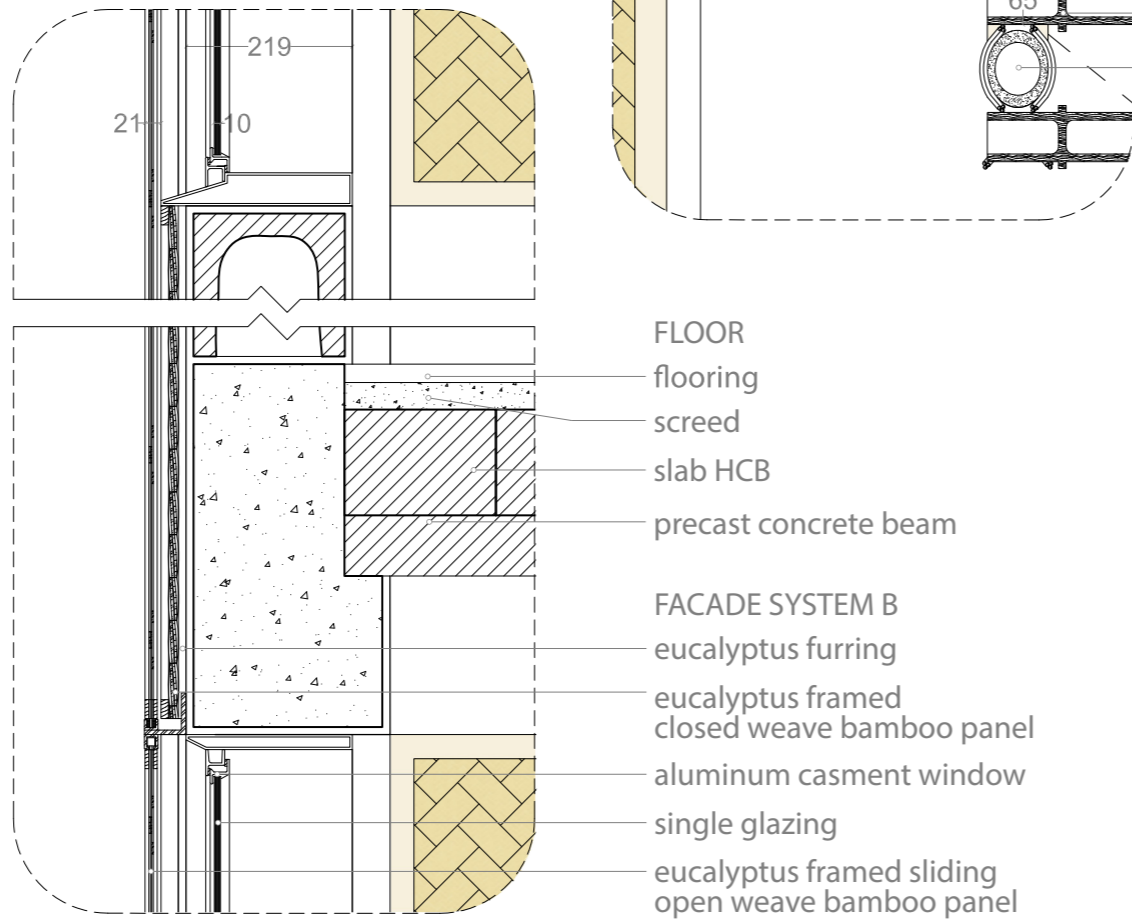 219
21
10
65
FLOOR
flooring
screed
slab HCB
precast concrete beam
FACADE SYSTEM B
eucalyptus furring
eucalyptus framed
closed weave bamboo panel
aluminum casment window
single glazing
eucalyptus framed sliding
open weave bamboo panel